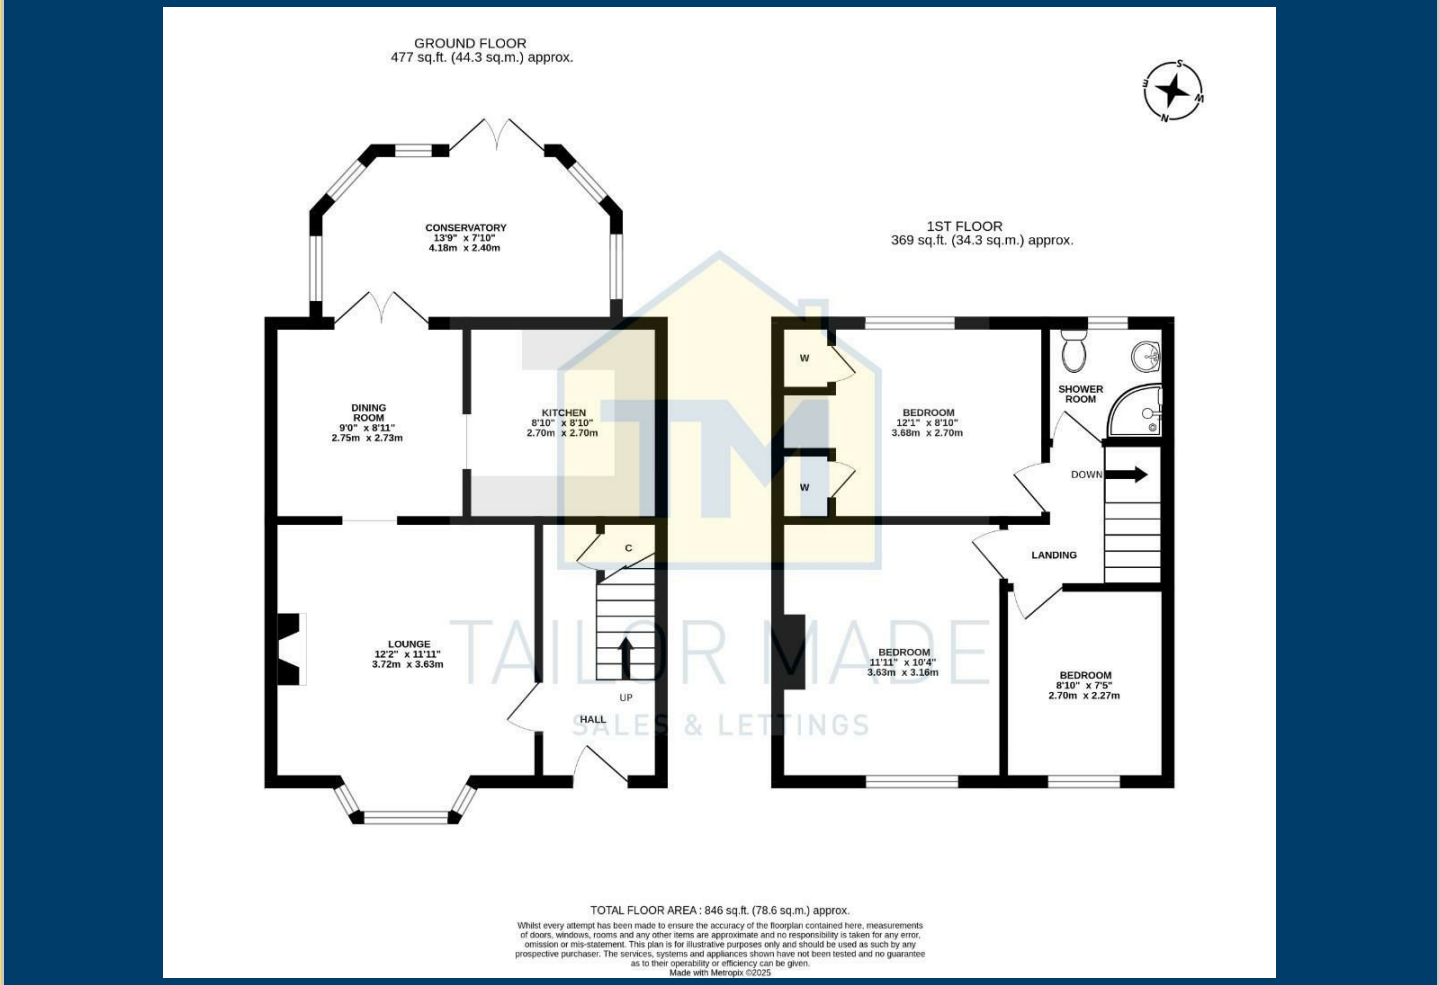 GROUND FLOOR
477 sq.ft. (44.3 sq.m.) approx.
S
E
W
N
CONSERVATORY
13'9" x 7'10"
4.18m x 2.40m
1ST FLOOR
369 sq.ft. (34.3 sq.m.) approx.
DINING
ROOM
9'0" x 8'11"
2.75m x 2.73m
KITCHEN
8'10" x 8'10"
2.70m x 2.70m
W
BEDROOM
12'1" x 8'10"
3.68m x 2.70m
W
SHOWER
ROOM
DOWN
LANDING
C
LOUNGE
12'2" x 11'11"
3.72m x 3.63m
UP
HALL
BEDROOM
11'11" x 10'4"
3.63m x 3.16m
BEDROOM
8'10" x 7'5"
2.70m x 2.27m
TM
TAILOR MADE
SALES & LETTINGS
TOTAL FLOOR AREA : 846 sq.ft. (78.6 sq.m.) approx.
Whilst every attempt has been made to ensure the accuracy of the floorplan contained here, measurements
of doors, windows, rooms and any other items are approximate and no responsibility is taken for any error,
omission or mis-statement. This plan is for illustrative purposes only and should be used as such by any
prospective purchaser. The services, systems and appliances shown have not been tested and no guarantee
as to their operability or efficiency can be given.
Made with Metropix ©2025